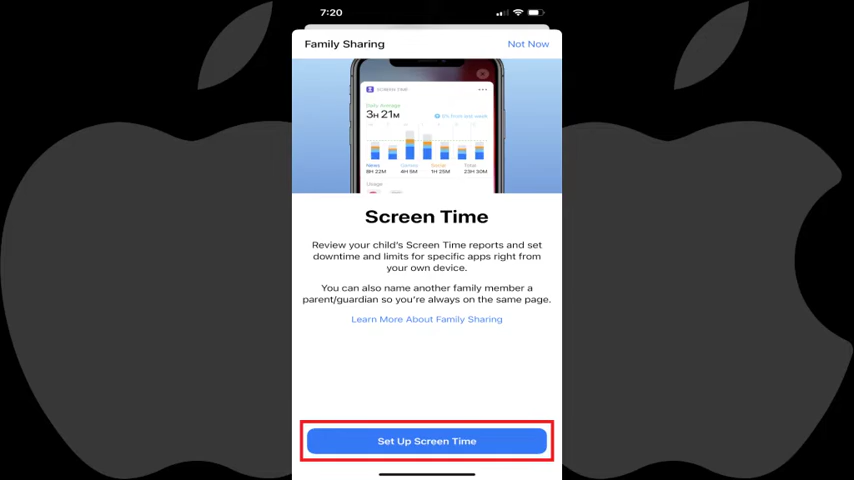 7:20
Family Sharing
Not Now
SCREEN TIME
Daily Average
3H 21M
News Social Total
8H 22M 4H 5M 1H 25M 23H 30M
Usage
Screen Time
Review your child's Screen Time reports and set
downtime and limits for specific apps right from
your own device.
You can also name another family member a
parent/guardian so you're always on the same page.
Learn More About Family Sharing
Set Up Screen Time